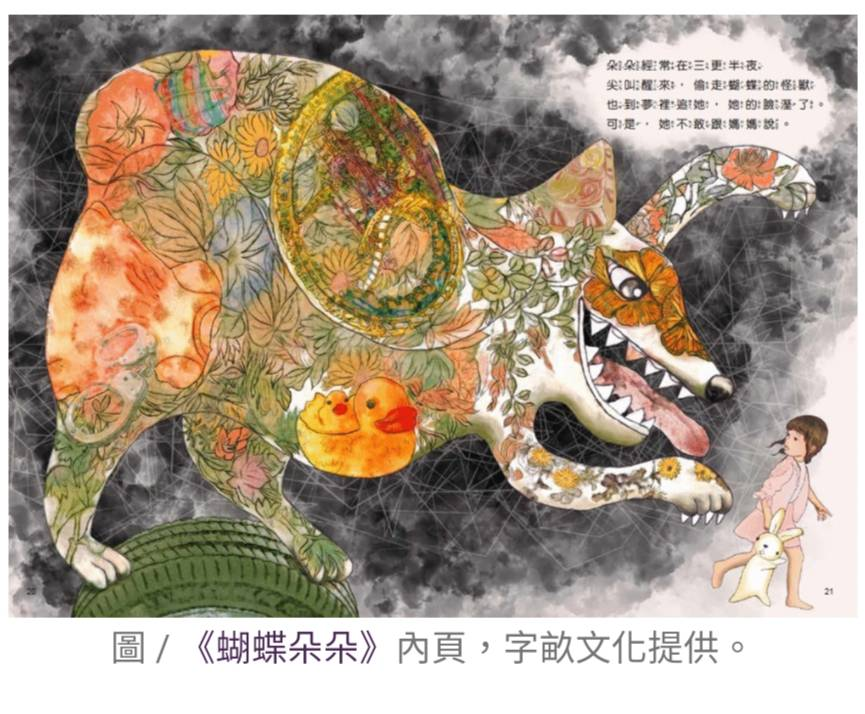 朵朵經常在三更半夜,
尖叫醒來,偷走蝴蝶的怪獸
也到夢裡追她,她的臉溼了。
可是,她不敢跟媽媽說。
20
21
圖 / 《蝴蝶朵朵》內頁,字畝文化提供。